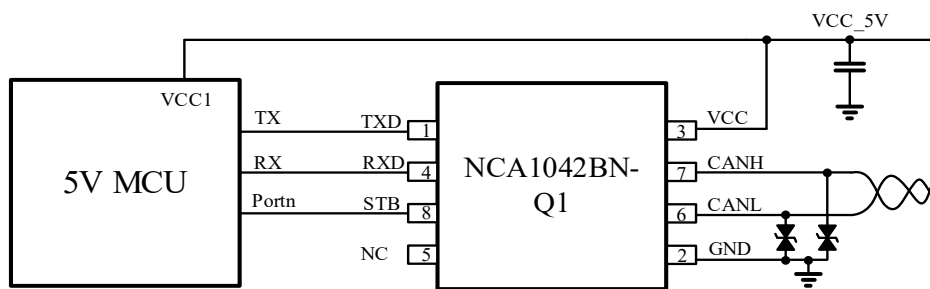 VCC_5V
VCC1
5V MCU
TX
TXD
1
RX
RXD
4
Portn
STB
8
NC
5
NCA1042BN-
Q1
VCC
3
CANH
7
CANL
6
GND
2